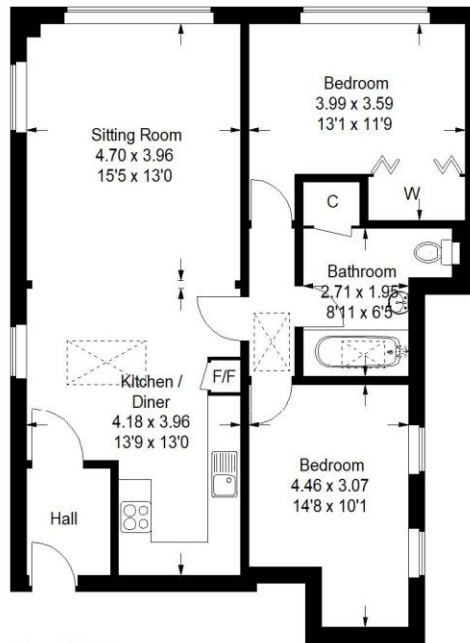 Bedroom
3.99 x 3.59
13'1 x 11'9
Sitting Room
4.70 x 3.96
15'5 x 13'0
W
C
Bathroom
2.71 x 1.95
8'11 x 6'5
F/F
Kitchen /
Diner
4.18 x 3.96
13'9 x 13'0
Bedroom
4.46 x 3.07
14'8 x 10'1
Hall